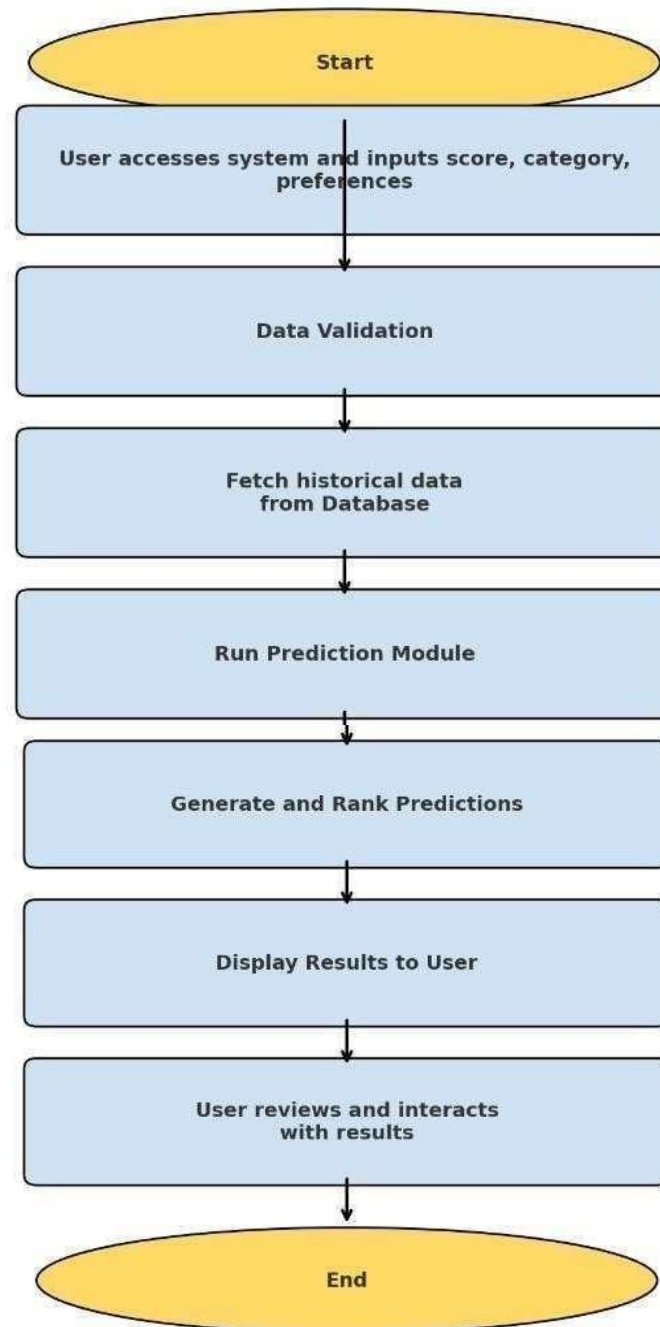 Start
User accesses system and inputs score, category,
preferences
Data Validation
Fetch historical data
from Database
Run Prediction Module
Generate and Rank Predictions
Display Results to User
User reviews and interacts
with results
End